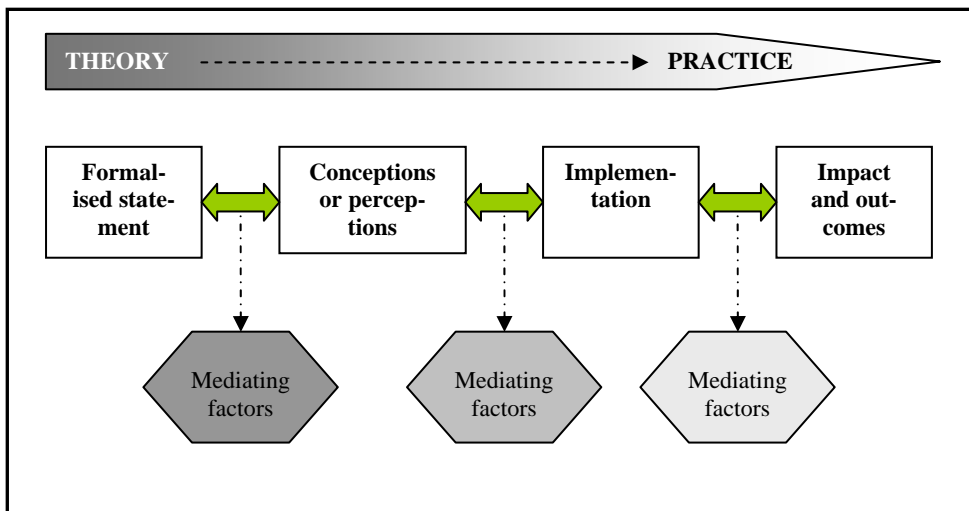 THEORY PRACTICE
Formal-
ised state-
ment
Conceptions
or percep-
tions
Implemen-
tation
Impact
and out-
comes
Mediating
factors
Mediating
factors
Mediating
factors